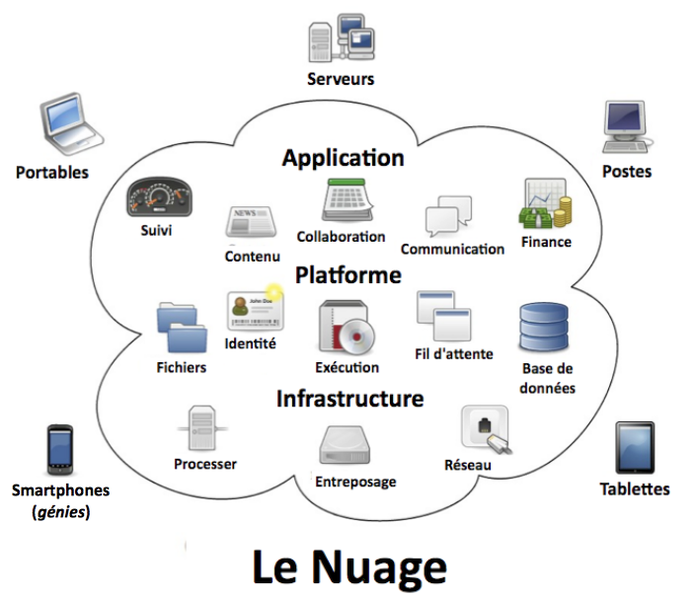 Serveurs
Portables
Postes
Application
Suivi
NEWS
Contenu
Collaboration
Communication
Finance
Platforme
Fichiers
John Doe
Identité
Exécution
Fil d'attente
Base de
données
Infrastructure
Processer
Entreposage
Réseau
Smartphones
(génies)
Tablettes
Le Nuage